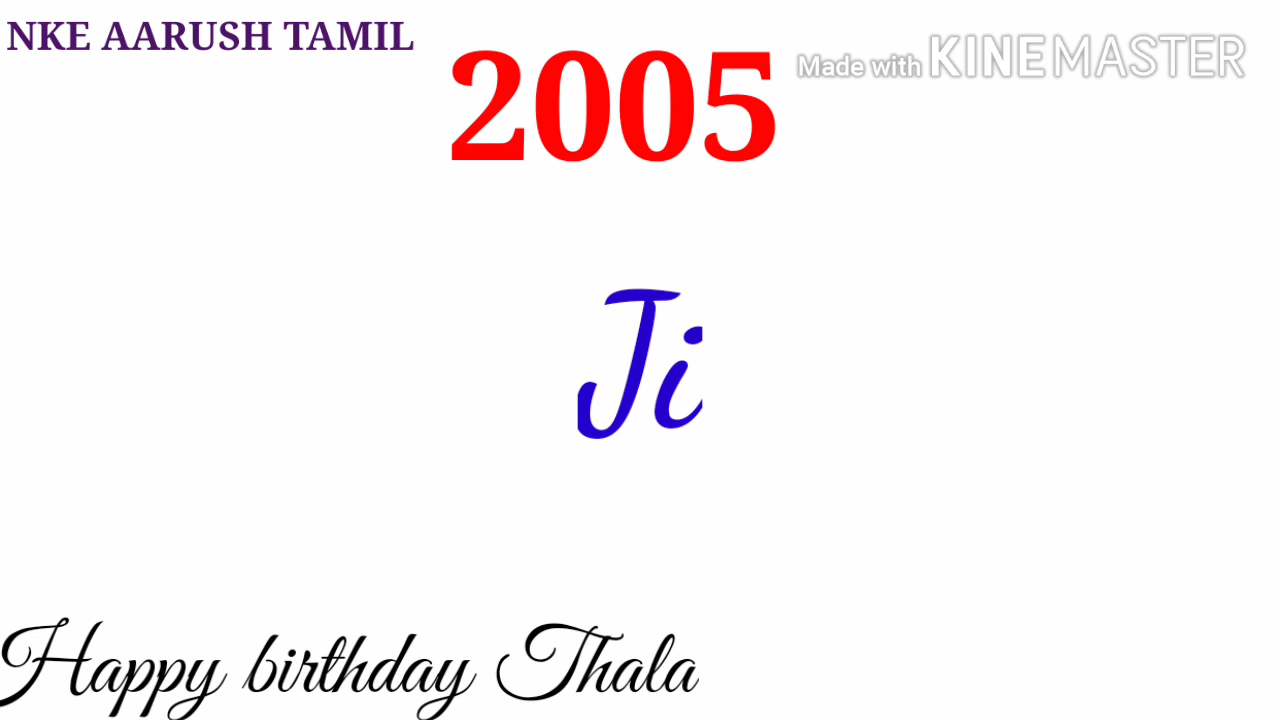 NKE AARUSH TAMIL
Made with KINEMASTER
2005
Ji
Happy birthday Thala